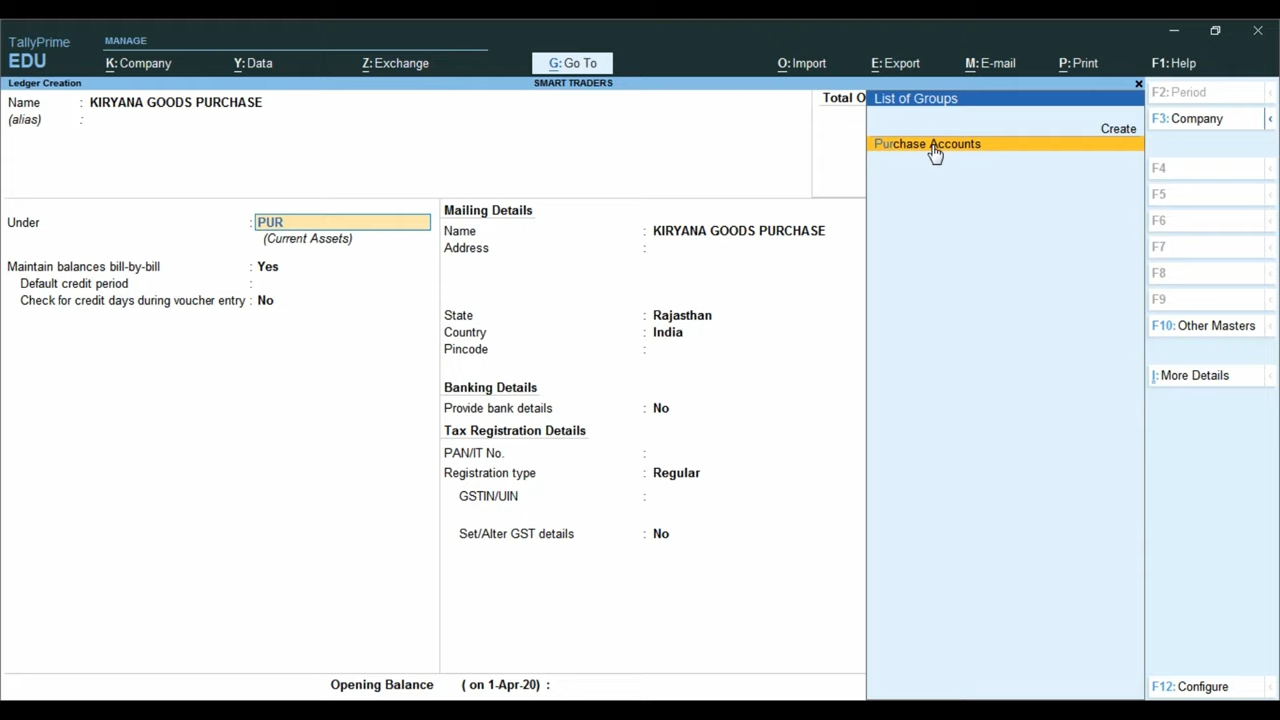 TallyPrime
EDU
MANAGE
K: Company
Y: Data
Z: Exchange
G: Go To
O: Import
E: Export
M: E-mail
P: Print
F1: Help
Ledger Creation
SMART TRADERS
Name : KIRYANA GOODS PURCHASE
(alias) :
Total O
Under : PUR
(Current Assets)
Maintain balances bill-by-bill : Yes
Default credit period :
Check for credit days during voucher entry : No
Mailing Details
Name : KIRYANA GOODS PURCHASE
Address :
State : Rajasthan
Country : India
Pincode :
Banking Details
Provide bank details : No
Tax Registration Details
PAN/IT No. :
Registration type : Regular
GSTIN/UIN :
Set/Alter GST details : No
Opening Balance ( on 1-Apr-20) :
List of Groups
Create
Purchase Accounts
F2: Period
F3: Company
F4
F5
F6
F7
F8
F9
F10: Other Masters
I: More Details
F12: Configure